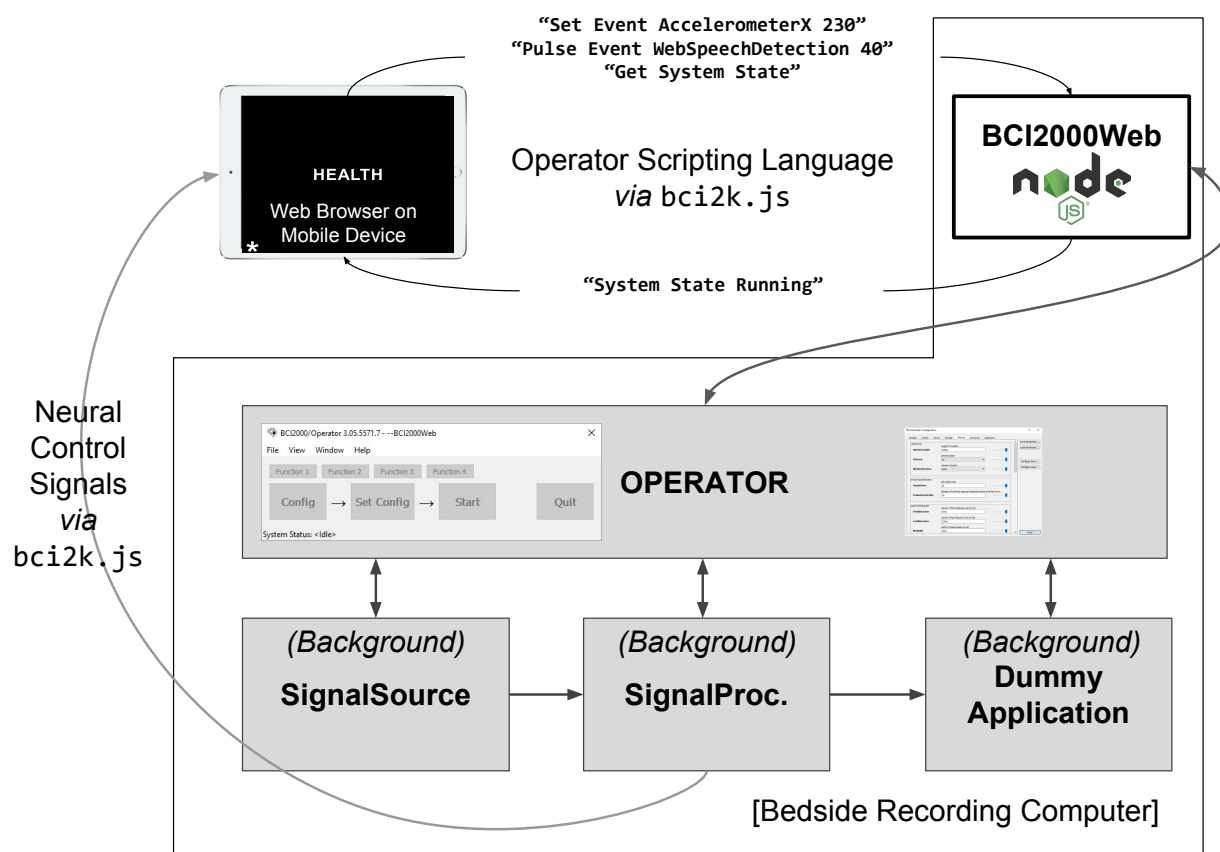 “Set Event AccelerometerX 230”
“Pulse Event WebSpeechDetection 40”
“Get System State”
HEALTH
Web Browser on
Mobile Device
*
Operator Scripting Language
via bci2k.js
BCI2000Web
node
JS
“System State Running”
Neural
Control
Signals
via
bci2k.js
BCI2000/Operator 3.05.5571.7 - --BCI2000Web
File View Window Help
Function 1 Function 2 Function 3 Function 4
Config → Set Config → Start Quit
System Status: <Idle>
OPERATOR
(Background)
SignalSource
(Background)
SignalProc.
(Background)
Dummy
Application
[Bedside Recording Computer]